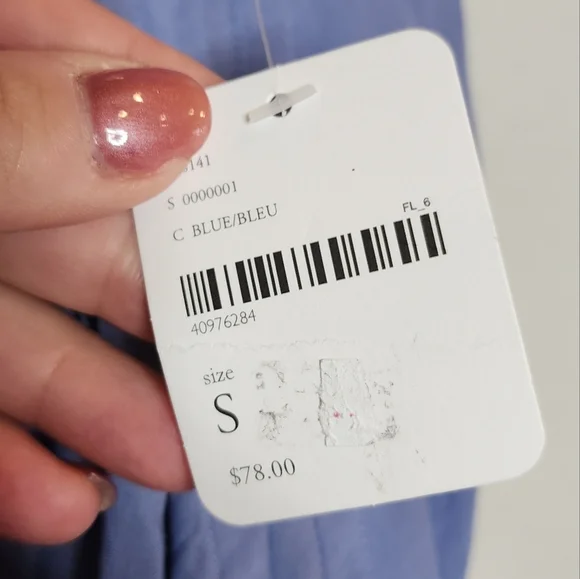 141
S 0000001
C BLUE/BLEU
FL_6
40976284
size
S
$78.00